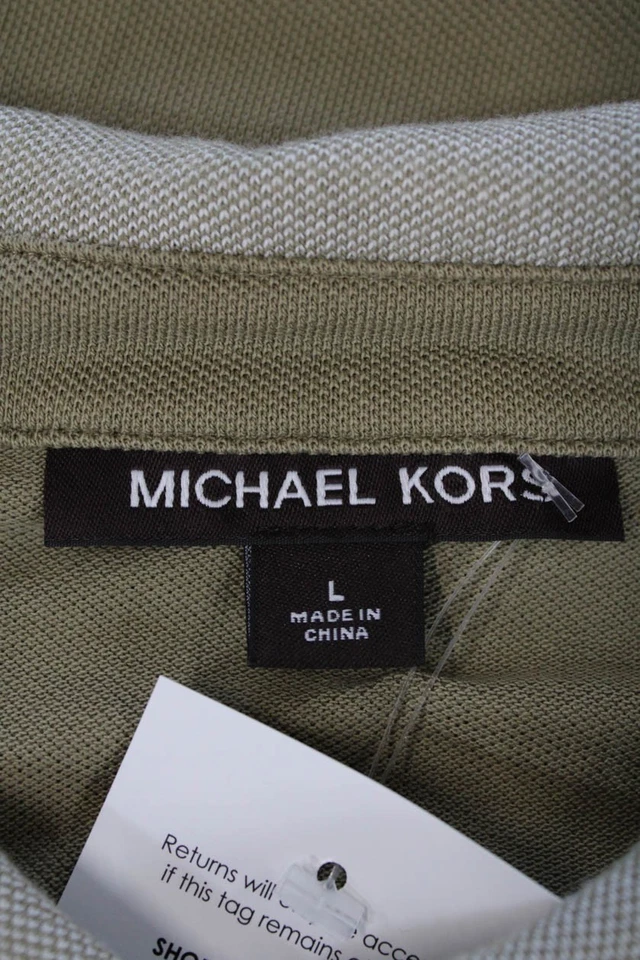 MICHAEL KORS
L
MADE IN
CHINA
Returns will
if this tag remains